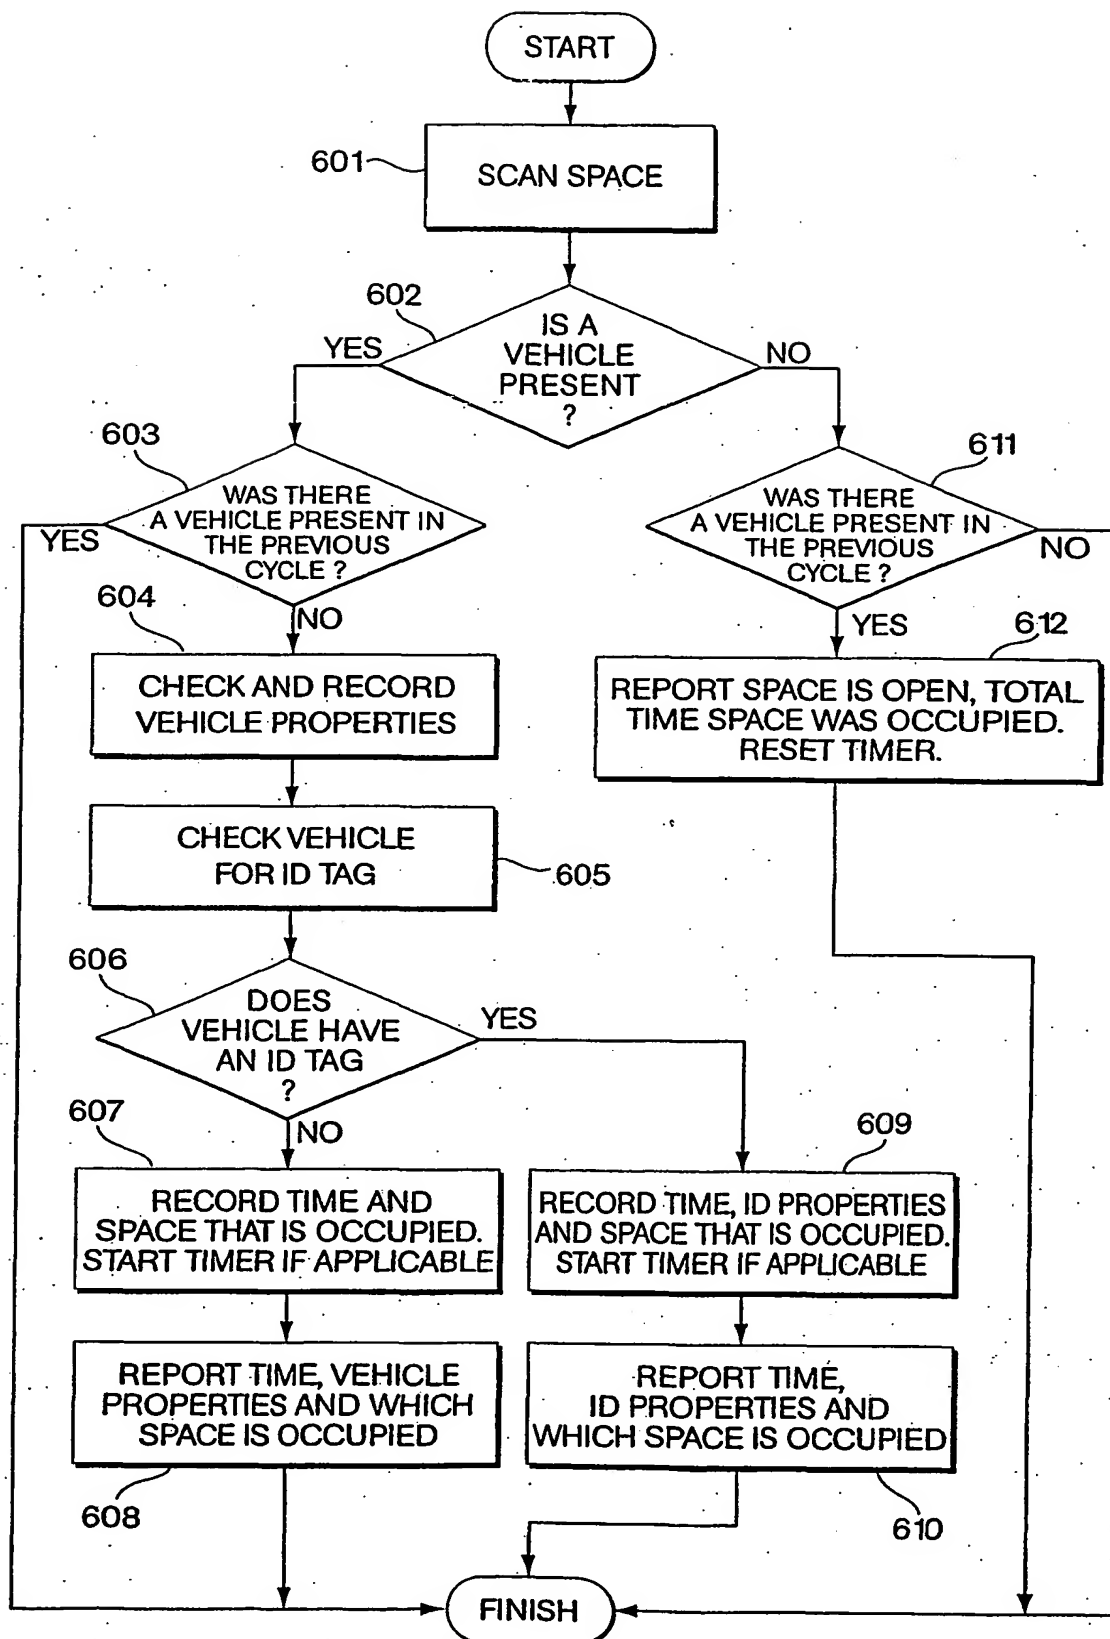 START
601
SCAN SPACE
602
IS A
VEHICLE
PRESENT
?
YES
NO
603
WAS THERE
A VEHICLE PRESENT IN
THE PREVIOUS
CYCLE ?
YES
NO
611
WAS THERE
A VEHICLE PRESENT IN
THE PREVIOUS
CYCLE ?
NO
YES
604
CHECK AND RECORD
VEHICLE PROPERTIES
612
REPORT SPACE IS OPEN, TOTAL
TIME SPACE WAS OCCUPIED.
RESET TIMER.
CHECK VEHICLE
FOR ID TAG
605
606
DOES
VEHICLE HAVE
AN ID TAG
?
YES
NO
607
RECORD TIME AND
SPACE THAT IS OCCUPIED.
START TIMER IF APPLICABLE
609
RECORD TIME, ID PROPERTIES
AND SPACE THAT IS OCCUPIED.
START TIMER IF APPLICABLE
REPORT TIME, VEHICLE
PROPERTIES AND WHICH
SPACE IS OCCUPIED
608
REPORT TIME,
ID PROPERTIES AND
WHICH SPACE IS OCCUPIED
610
FINISH